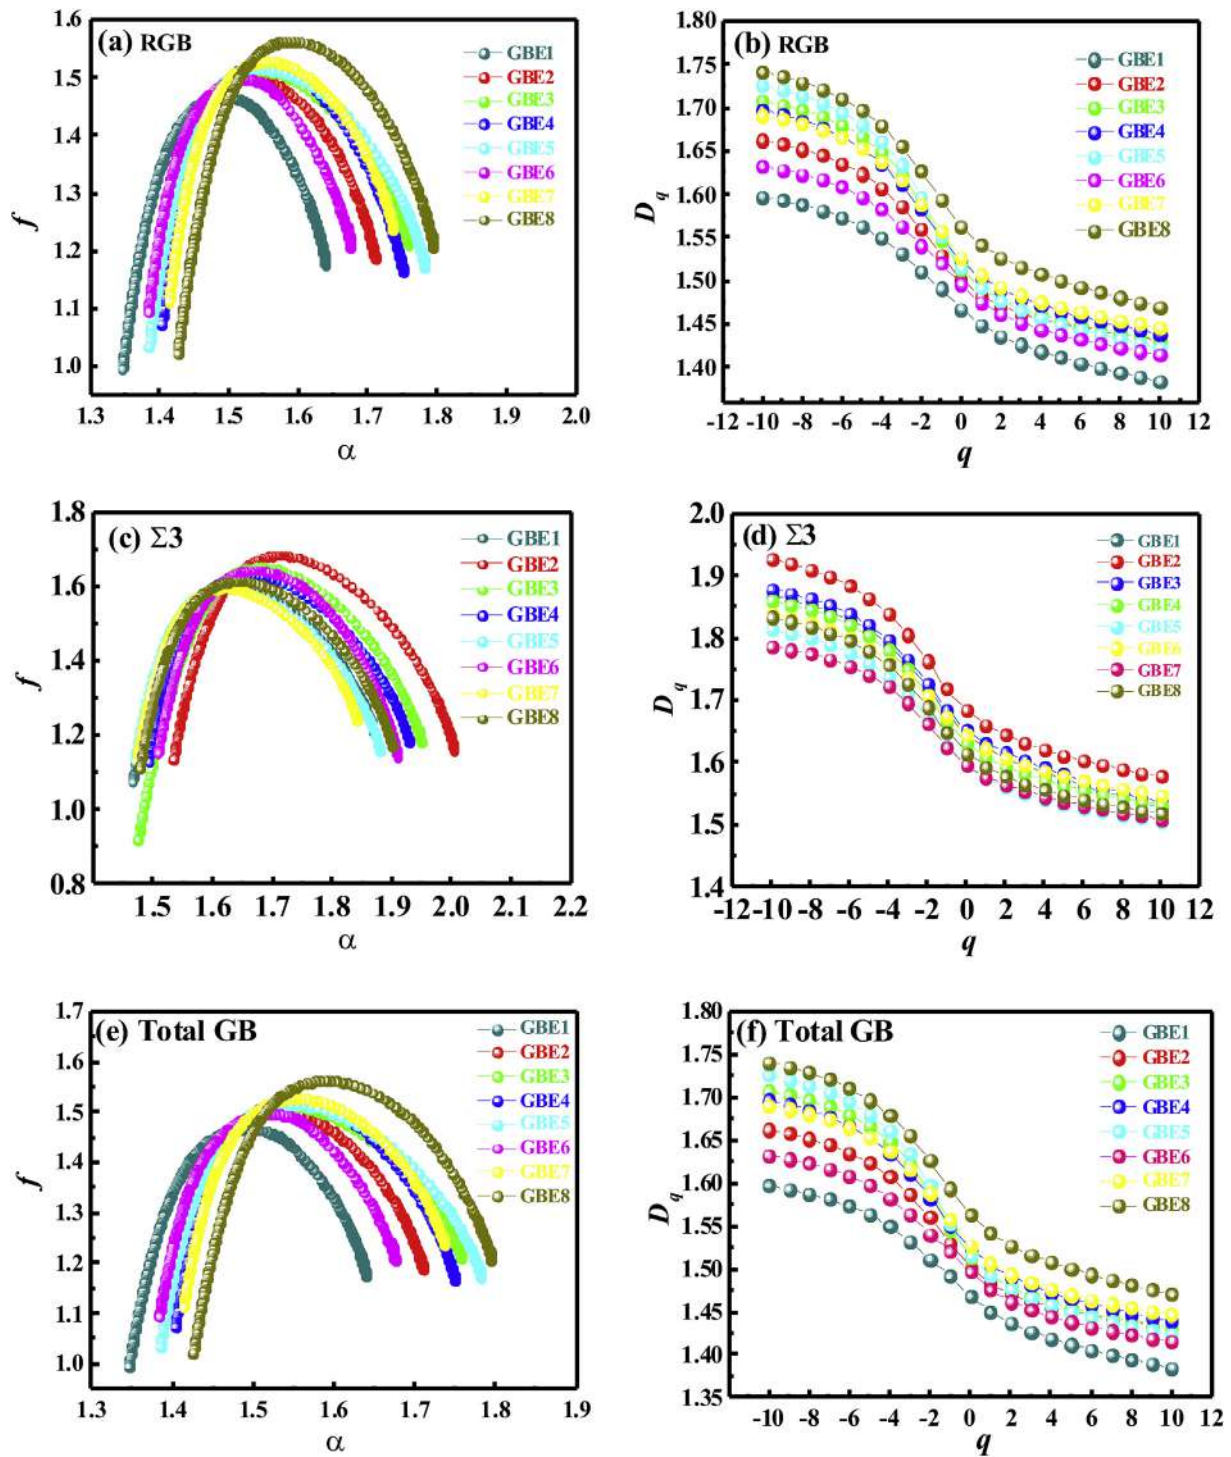 (a) RGB
GBE1
GBE2
GBE3
GBE4
GBE5
GBE6
GBE7
GBE8
1.6
1.5
1.4
1.3
1.2
1.1
1.0
f
1.3 1.4 1.5 1.6 1.7 1.8 1.9 2.0
α
(b) RGB
GBE1
GBE2
GBE3
GBE4
GBE5
GBE6
GBE7
GBE8
1.80
1.75
1.70
1.65
1.60
1.55
1.50
1.45
1.40
Dq
-12 -10 -8 -6 -4 -2 0 2 4 6 8 10 12
q
(c) Σ3
GBE1
GBE2
GBE3
GBE4
GBE5
GBE6
GBE7
GBE8
1.8
1.6
1.4
1.2
1.0
0.8
f
1.5 1.6 1.7 1.8 1.9 2.0 2.1 2.2
α
(d) Σ3
GBE1
GBE2
GBE3
GBE4
GBE5
GBE6
GBE7
GBE8
2.0
1.9
1.8
1.7
1.6
1.5
1.4
Dq
-12 -10 -8 -6 -4 -2 0 2 4 6 8 10 12
q
(e) Total GB
GBE1
GBE2
GBE3
GBE4
GBE5
GBE6
GBE7
GBE8
1.7
1.6
1.5
1.4
1.3
1.2
1.1
1.0
f
1.3 1.4 1.5 1.6 1.7 1.8 1.9
α
(f) Total GB
GBE1
GBE2
GBE3
GBE4
GBE5
GBE6
GBE7
GBE8
1.80
1.75
1.70
1.65
1.60
1.55
1.50
1.45
1.40
1.35
Dq
-10 -8 -6 -4 -2 0 2 4 6 8 10 12
q